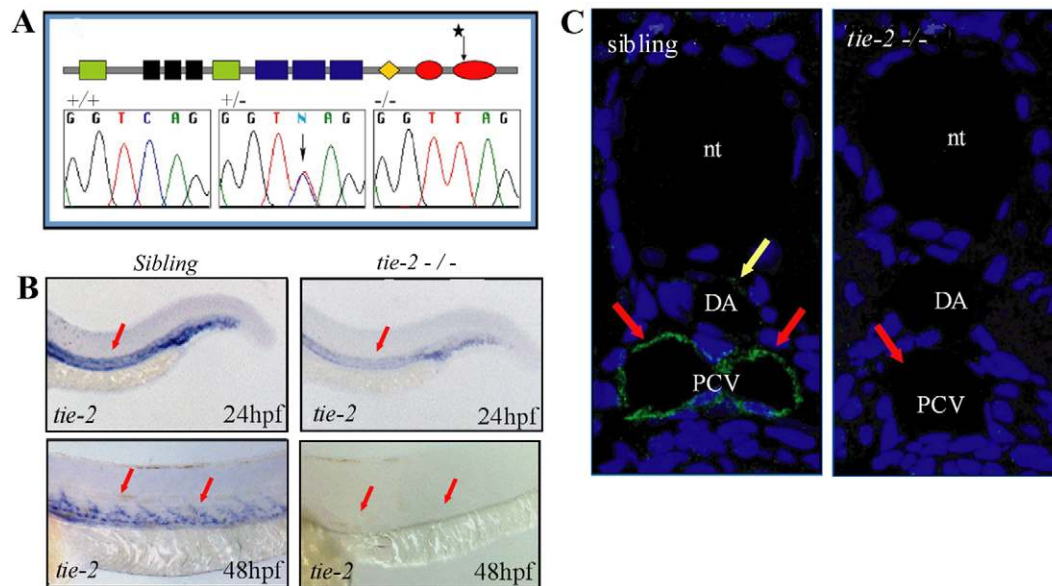 A
★
+/+
+/-
-/-
G G T C A G
G G T N A G
G G T T A G
B
Sibling
tie-2 - / -
tie-2
24hpf
tie-2
24hpf
tie-2
48hpf
tie-2
48hpf
C
sibling
nt
DA
PCV
tie-2 -/-
nt
DA
PCV